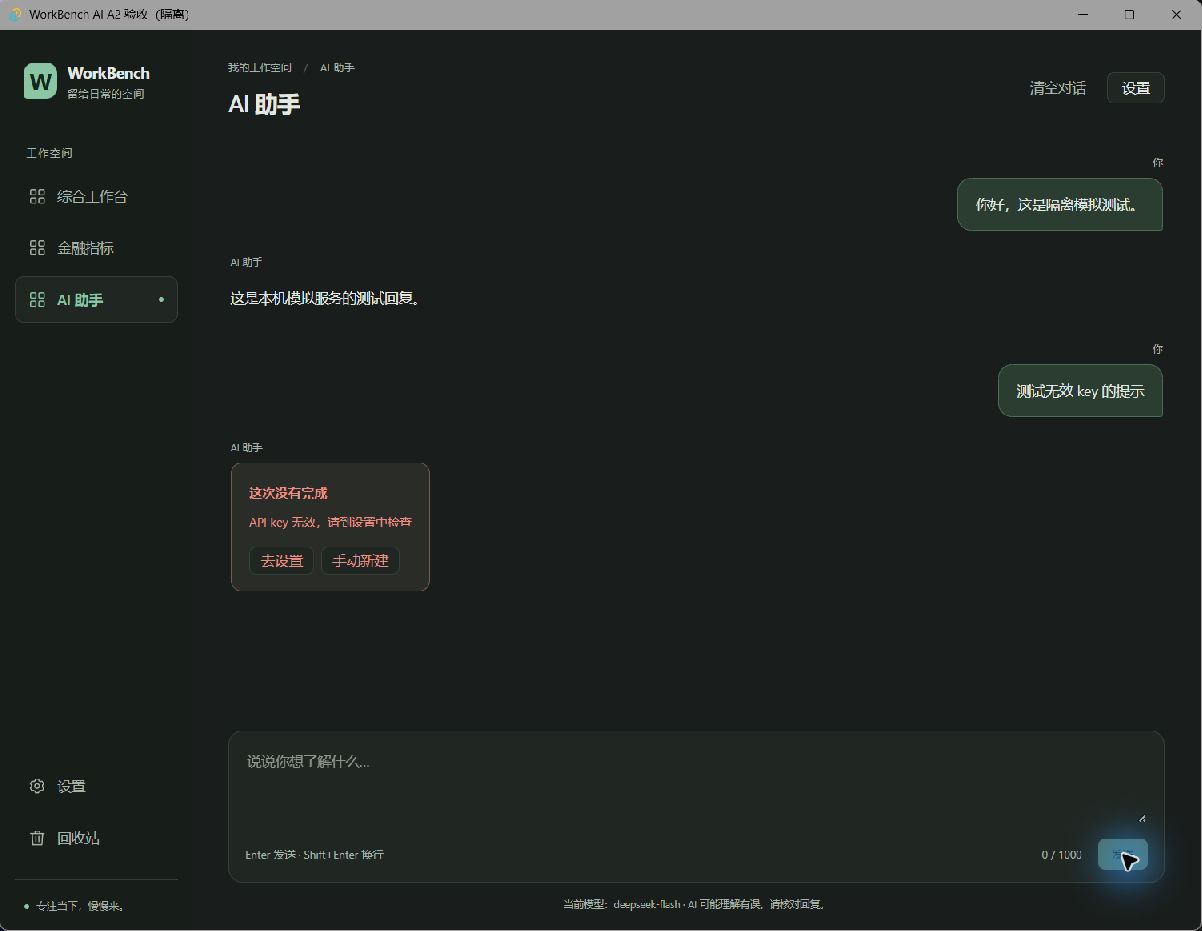 WorkBench AI A2 验收（隔离）
W
WorkBench
留给日常的空间
工作空间
综合工作台
金融指标
AI 助手
设置
回收站
专注当下，慢慢来。
我的工作空间 / AI 助手
AI 助手
清空对话
设置
你
你好，这是隔离模拟测试。
AI 助手
这是本机模拟服务的测试回复。
你
测试无效 key 的提示
AI 助手
这次没有完成
API key 无效，请到设置中检查
去设置
手动新建
说说你想了解什么...
Enter 发送 · Shift+Enter 换行
0 / 1000
当前模型：deepseek-flash · AI 可能理解有误，请核对回复。